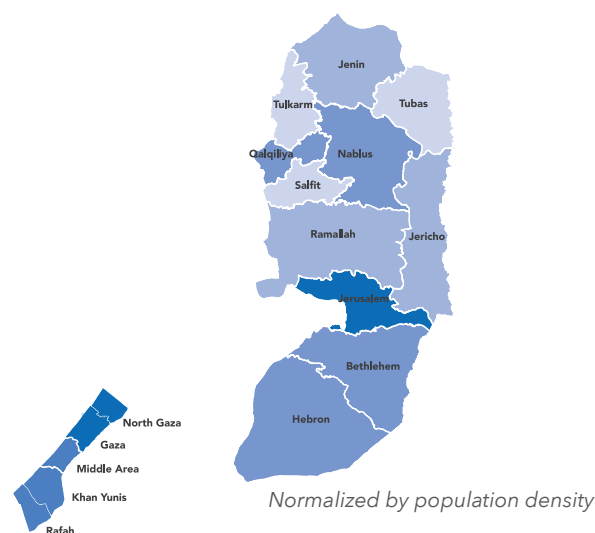 Jenin
Tulkarm
Tubas
Qalqiliya
Nablus
Salfit
Ramallah
Jericho
Jerusalem
Bethlehem
Hebron
North Gaza
Gaza
Middle Area
Khan Yunis
Rafah
Normalized by population density